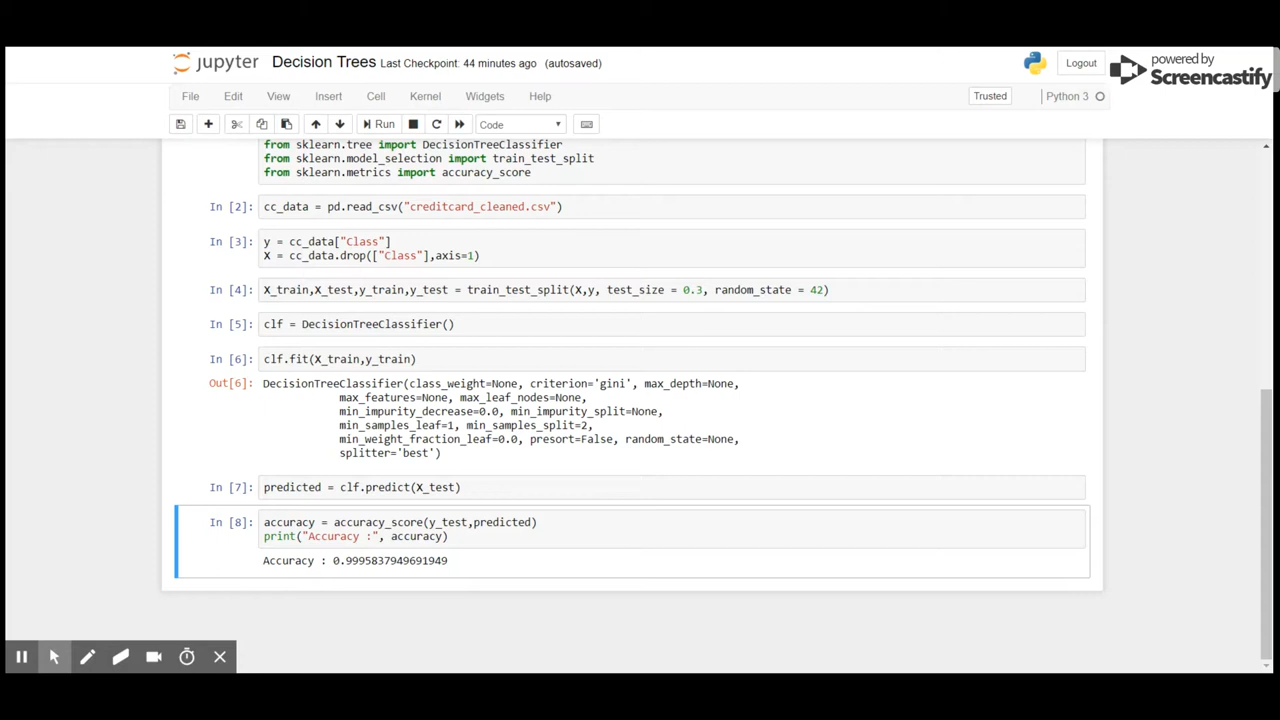 jupyter Decision Trees Last Checkpoint: 44 minutes ago (autosaved)
Logout
powered by
Screencastify
File Edit View Insert Cell Kernel Widgets Help
Trusted
Python 3
Run
Code
from sklearn.tree import DecisionTreeClassifier
from sklearn.model_selection import train_test_split
from sklearn.metrics import accuracy_score
In [2]: cc_data = pd.read_csv("creditcard_cleaned.csv")
In [3]: y = cc_data["Class"]
X = cc_data.drop(["Class"],axis=1)
In [4]: X_train,X_test,y_train,y_test = train_test_split(X,y, test_size = 0.3, random_state = 42)
In [5]: clf = DecisionTreeClassifier()
In [6]: clf.fit(X_train,y_train)
Out[6]: DecisionTreeClassifier(class_weight=None, criterion='gini', max_depth=None,
max_features=None, max_leaf_nodes=None,
min_impurity_decrease=0.0, min_impurity_split=None,
min_samples_leaf=1, min_samples_split=2,
min_weight_fraction_leaf=0.0, presort=False, random_state=None,
splitter='best')
In [7]: predicted = clf.predict(X_test)
In [8]: accuracy = accuracy_score(y_test,predicted)
print("Accuracy :", accuracy)
Accuracy : 0.9995837949691949